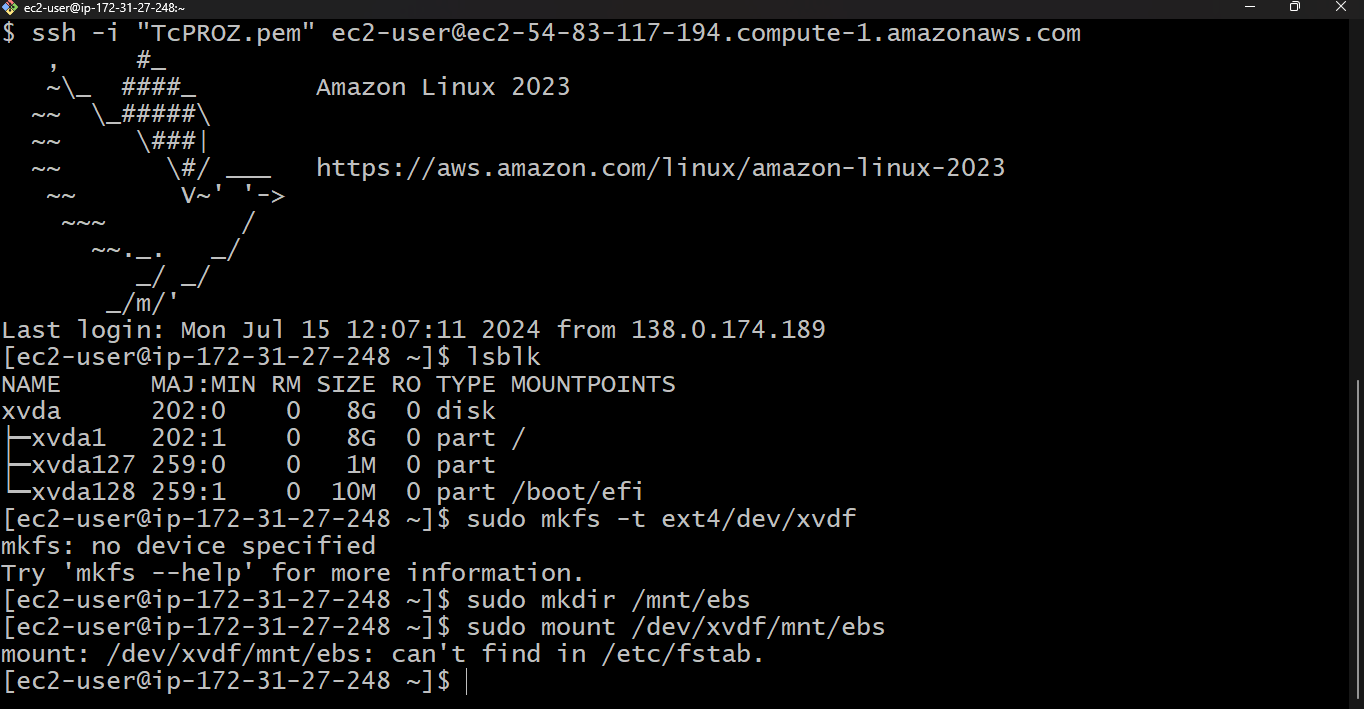 ec2-user@ip-172-31-27-248:~
$ ssh -i "TcPROZ.pem" ec2-user@ec2-54-83-117-194.compute-1.amazonaws.com
   ,     #_
   ~\_  ####_        Amazon Linux 2023
  ~~  \_#####\
  ~~     \###|
  ~~       \#/ ___   https://aws.amazon.com/linux/amazon-linux-2023
   ~~       V~' '->
    ~~~         /
      ~~._.   _/
         _/ _/
       _/m/'
Last login: Mon Jul 15 12:07:11 2024 from 138.0.174.189
[ec2-user@ip-172-31-27-248 ~]$ lsblk
NAME      MAJ:MIN RM SIZE RO TYPE MOUNTPOINTS
xvda      202:0    0   8G  0 disk
├─xvda1   202:1    0   8G  0 part /
├─xvda127 259:0    0   1M  0 part
└─xvda128 259:1    0  10M  0 part /boot/efi
[ec2-user@ip-172-31-27-248 ~]$ sudo mkfs -t ext4/dev/xvdf
mkfs: no device specified
Try 'mkfs --help' for more information.
[ec2-user@ip-172-31-27-248 ~]$ sudo mkdir /mnt/ebs
[ec2-user@ip-172-31-27-248 ~]$ sudo mount /dev/xvdf/mnt/ebs
mount: /dev/xvdf/mnt/ebs: can't find in /etc/fstab.
[ec2-user@ip-172-31-27-248 ~]$